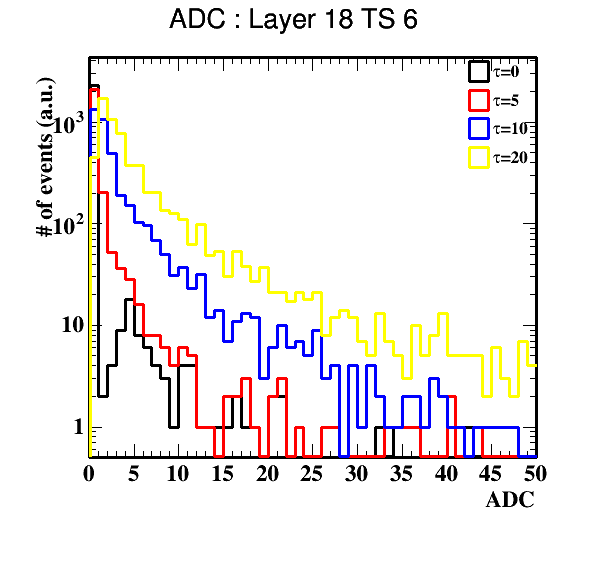 ADC : Layer 18 TS 6
# of events (a.u.)
τ=0
τ=5
τ=10
τ=20
10³
10²
10
1
0 5 10 15 20 25 30 35 40 45 50
ADC